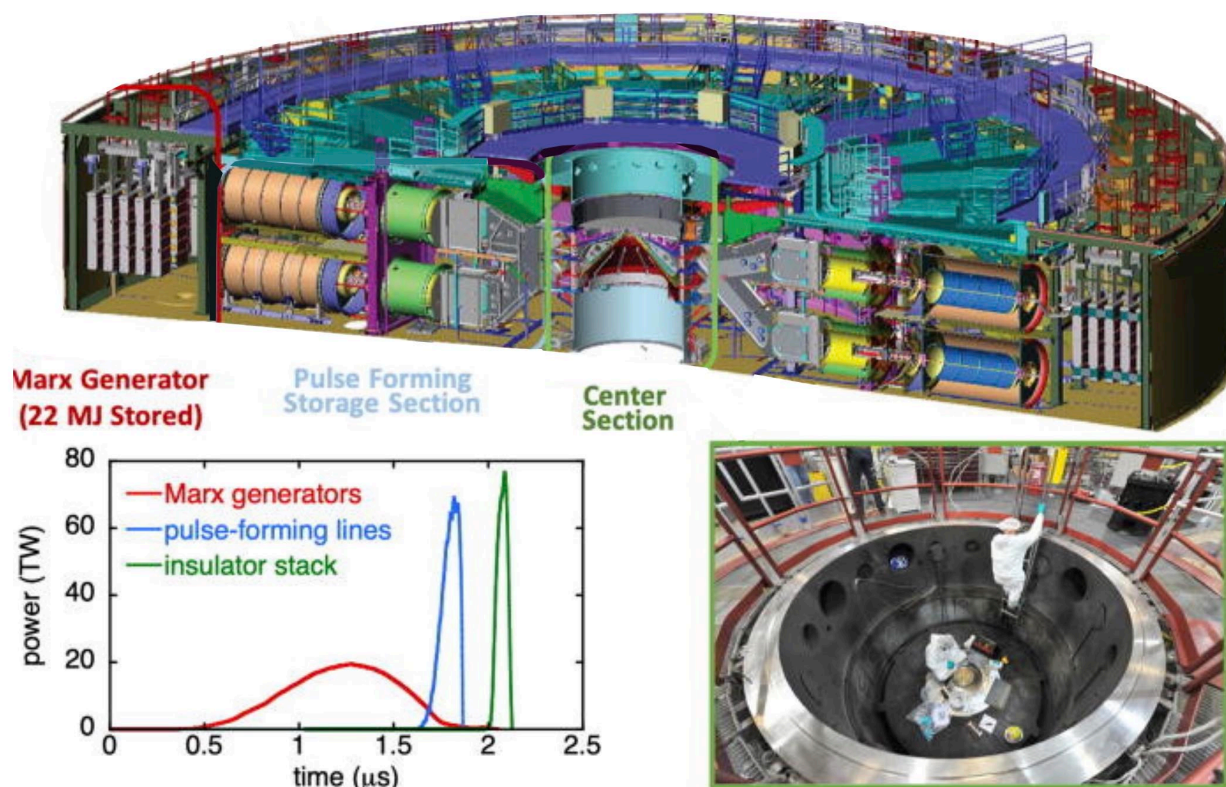 Marx Generator
(22 MJ Stored)
Pulse Forming
Storage Section
Center
Section
80
60
40
20
0
power (TW)
Marx generators
pulse-forming lines
insulator stack
0
0.5
1
1.5
2
2.5
time (μs)